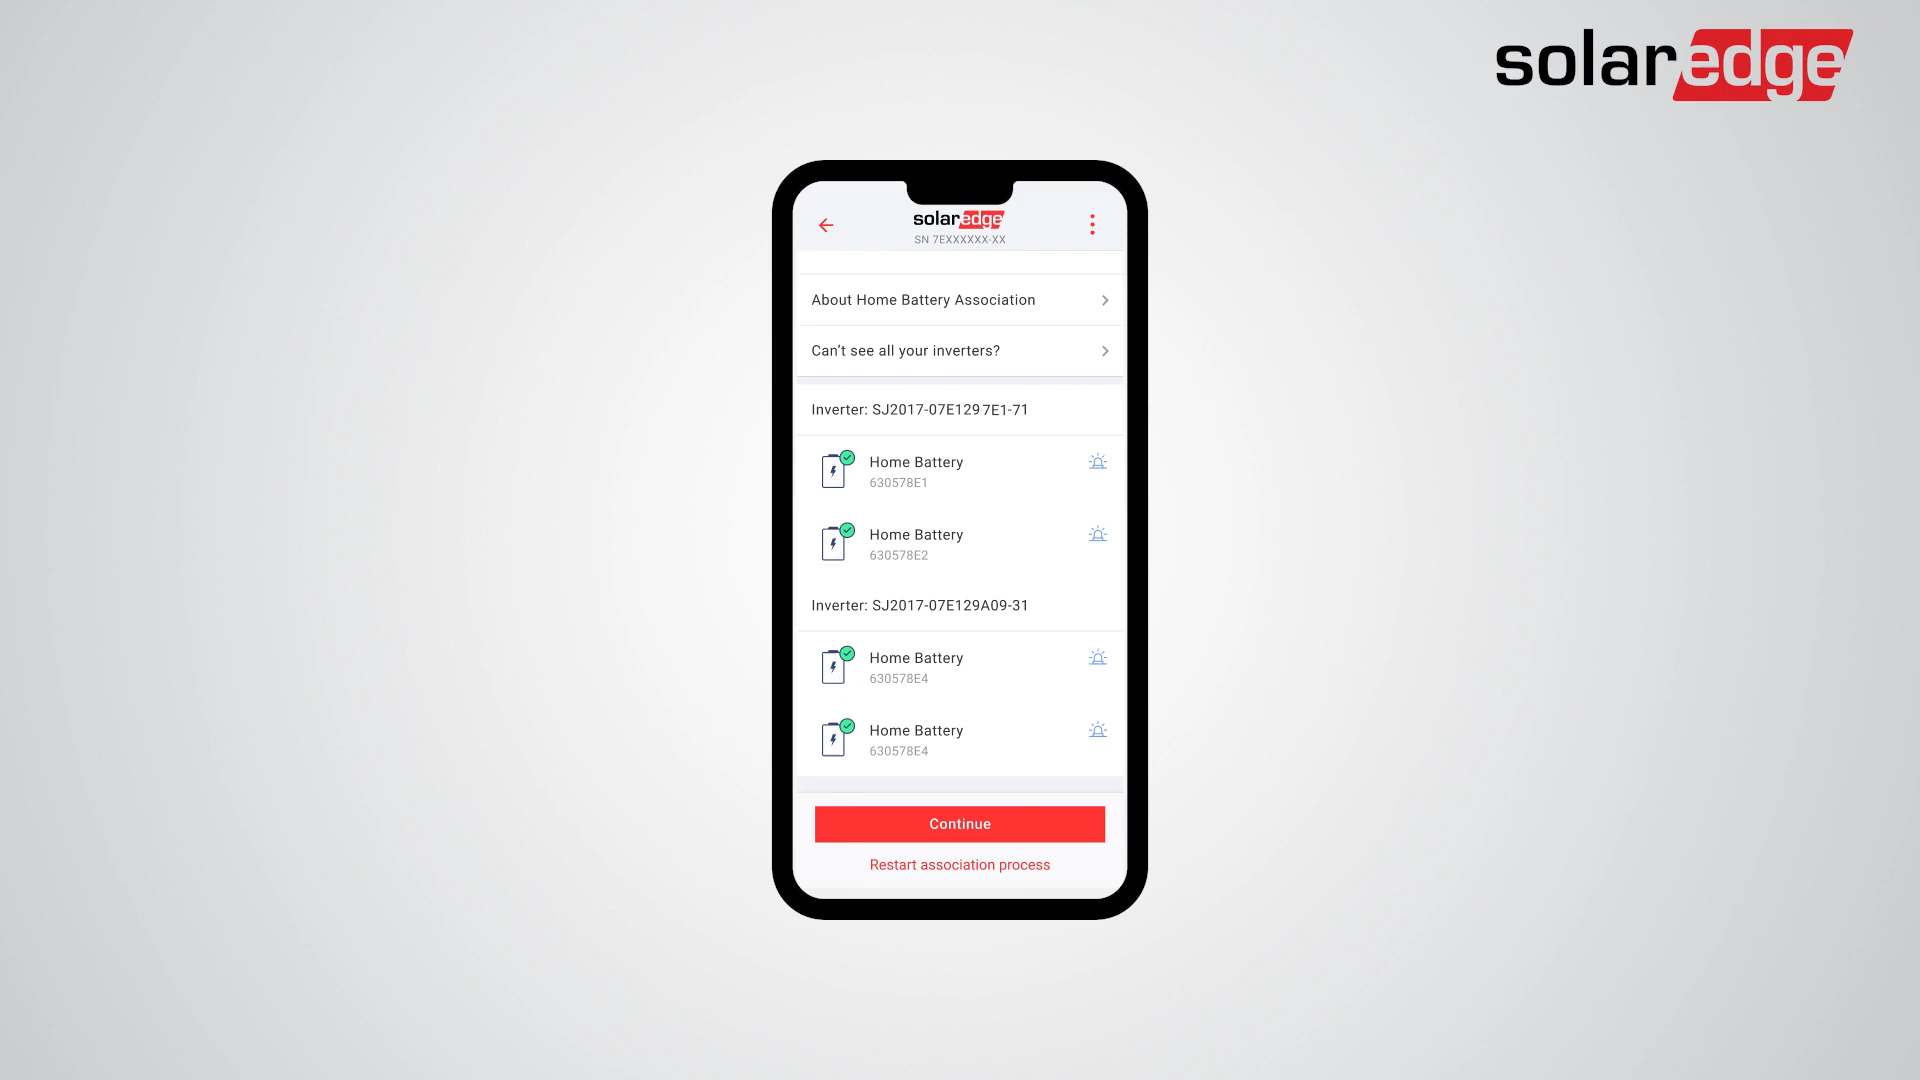 solaredge
solaredge
SN 7EXXXXXX-XX
About Home Battery Association
Can't see all your inverters?
Inverter: SJ2017-07E1297E1-71
Home Battery
630578E1
Home Battery
630578E2
Inverter: SJ2017-07E129A09-31
Home Battery
630578E4
Home Battery
630578E4
Continue
Restart association process